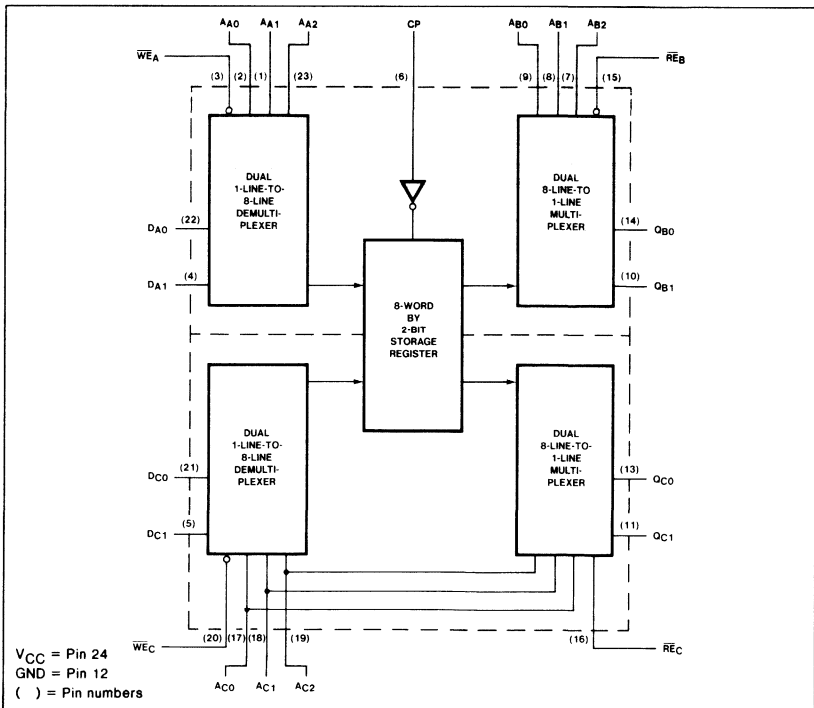 AA0 AA1 AA2 CP AB0 AB1 AB2
WEA REB
(3) (2) (1) (23) (6) (9) (8) (7) (15)
DUAL
1-LINE-TO-
8-LINE
DEMULTI-
PLEXER
DUAL
8-LINE-TO
1-LINE
MULTI-
PLEXER
DA0 (22)
(14) QB0
DA1 (4)
(10) QB1
8-WORD
BY
2-BIT
STORAGE
REGISTER
DUAL
1-LINE-TO-
8-LINE
DEMULTI-
PLEXER
DUAL
8-LINE-TO-
1-LINE
MULTI-
PLEXER
DC0 (21)
(13) QC0
DC1 (5)
(11) QC1
WEC (20) (17) (18) (19) (16) REC
AC0 AC1 AC2
VCC = Pin 24
GND = Pin 12
( ) = Pin numbers